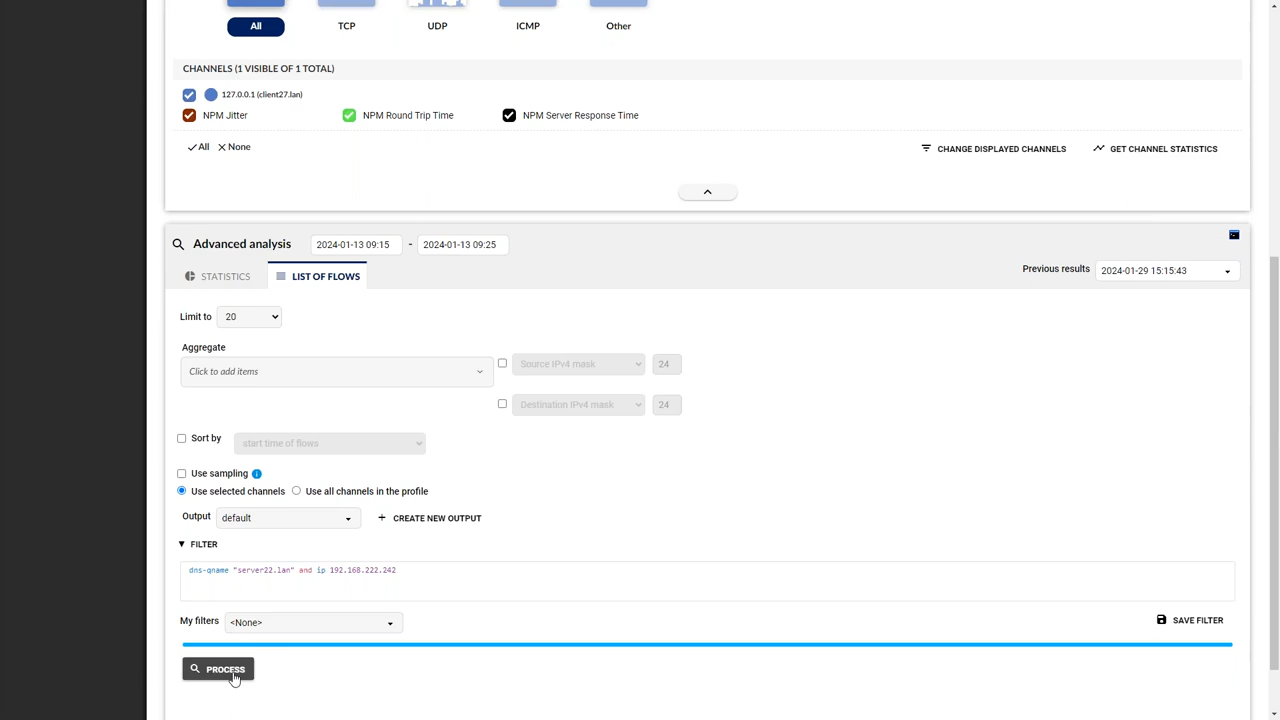 All TCP UDP ICMP Other
CHANNELS (1 VISIBLE OF 1 TOTAL)
127.0.0.1 (client27.lan)
NPM Jitter NPM Round Trip Time NPM Server Response Time
All None CHANGE DISPLAYED CHANNELS GET CHANNEL STATISTICS
Advanced analysis 2024-01-13 09:15 - 2024-01-13 09:25
STATISTICS LIST OF FLOWS Previous results 2024-01-29 15:15:43
Limit to 20
Aggregate
Click to add items Source IPv4 mask 24
Destination IPv4 mask 24
Sort by start time of flows
Use sampling i
Use selected channels Use all channels in the profile
Output default + CREATE NEW OUTPUT
FILTER
dns-qname "server22.lan" and ip 192.168.222.242
My filters <None> SAVE FILTER
PROCESS